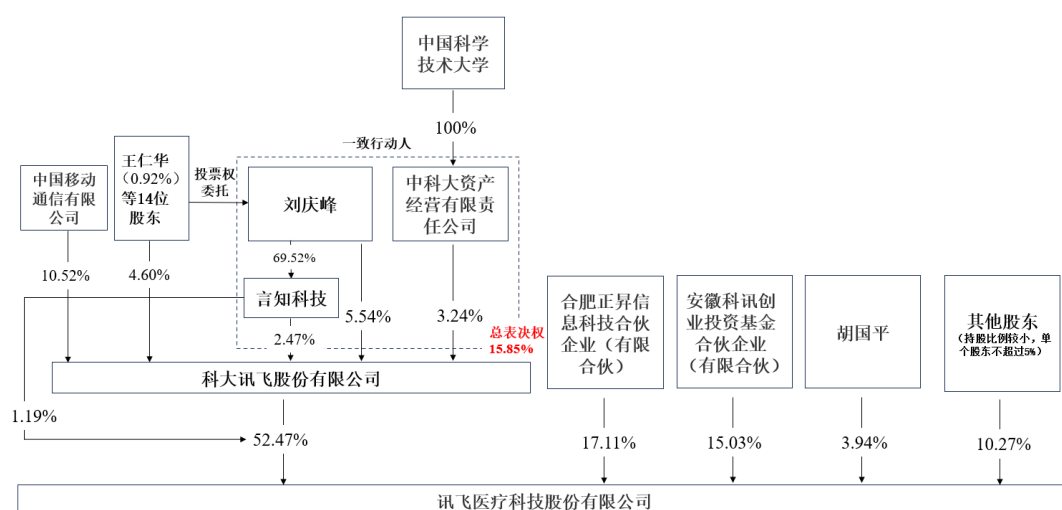 中国科学
技术大学
100%
一致行动人
中国移动
通信有限
公司
王仁华
（0.92%）
等14位
股东
投票权
委托
刘庆峰
中科大资产
经营有限责
任公司
10.52%
4.60%
69.52%
言知科技
5.54%
3.24%
2.47%
总表决权
15.85%
科大讯飞股份有限公司
合肥正昇信
息科技合伙
企业（有限
合伙）
安徽科讯创
业投资基金
合伙企业
（有限合伙）
胡国平
其他股东
（持股比例较小，单
个股东不超过5%）
1.19%
52.47%
17.11%
15.03%
3.94%
10.27%
讯飞医疗科技股份有限公司